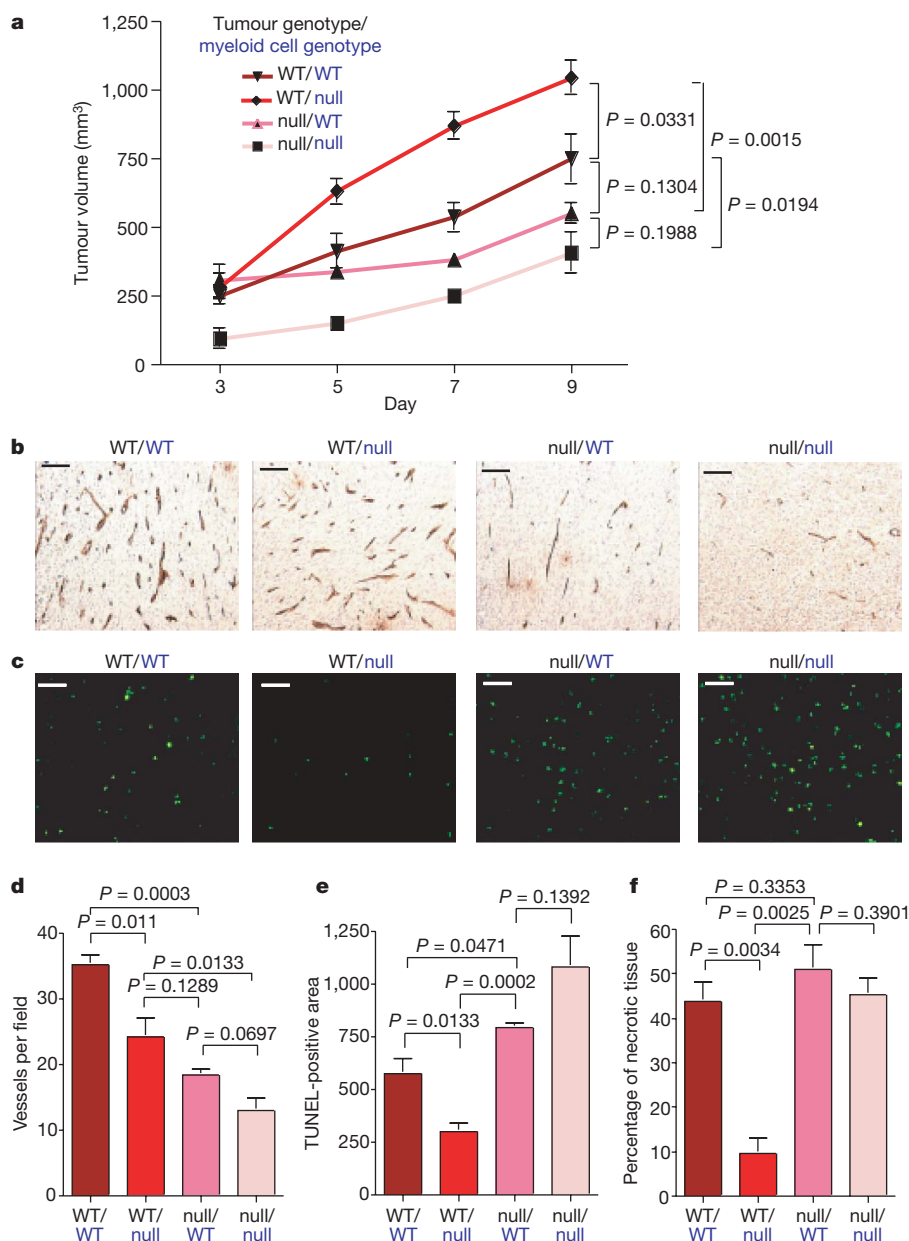 a
Tumour genotype/
myeloid cell genotype
WT/WT
WT/null
null/WT
null/null
Tumour volume (mm³)
1,250
1,000
750
500
250
0
3 5 7 9
Day
P = 0.0331
P = 0.0015
P = 0.1304
P = 0.0194
P = 0.1988
b
WT/WT WT/null null/WT null/null
c
WT/WT WT/null null/WT null/null
d
Vessels per field
40
30
20
10
0
P = 0.0003
P = 0.011
P = 0.0133
P = 0.1289
P = 0.0697
WT/ WT/ null/ null/
WT null WT null
e
TUNEL-positive area
1,250
1,000
750
500
250
0
P = 0.1392
P = 0.0471
P = 0.0002
P = 0.0133
WT/ WT/ null/ null/
WT null WT null
f
Percentage of necrotic tissue
60
50
40
30
20
10
0
P = 0.3353
P = 0.0025 P = 0.3901
P = 0.0034
WT/ WT/ null/ null/
WT null WT null